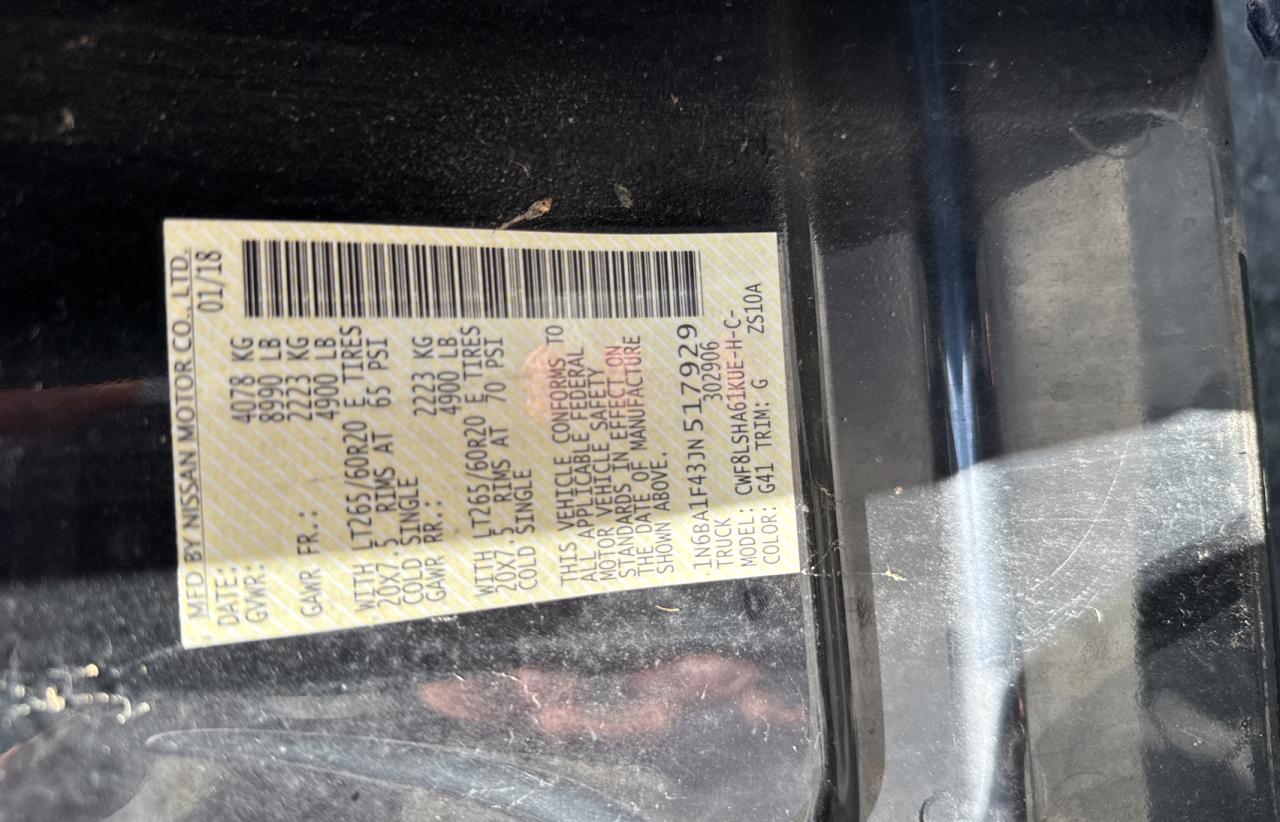 MFD BY NISSAN MOTOR CO., LTD.
DATE: 01/18
GVWR: 4078 KG
8990 LB
GAWR FR.: 2223 KG
4900 LB
WITH LT265/60R20 E TIRES
20X7.5 RIMS AT 65 PSI
COLD SINGLE
GAWR RR.: 2223 KG
4900 LB
WITH LT265/60R20 E TIRES
20X7.5 RIMS AT 70 PSI
COLD SINGLE
THIS VEHICLE CONFORMS TO
ALL APPLICABLE FEDERAL
MOTOR VEHICLE SAFETY
STANDARDS IN EFFECT ON
THE DATE OF MANUFACTURE
SHOWN ABOVE.
1N6BA1F43JN517929
TRUCK 302906
MODEL: CWF8LSHA61KUE-H-C-
COLOR: G41 TRIM: G ZS10A